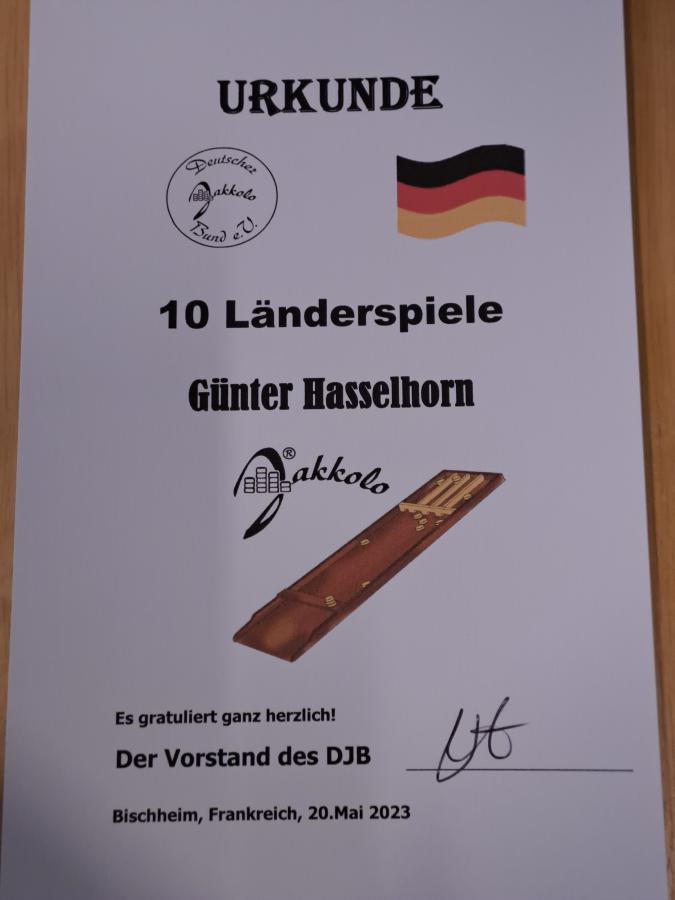 URKUNDE
Deutscher
Jakkolo
Bund e.V.
10 Länderspiele
Günter Hasselhorn
Jakkolo®
Es gratuliert ganz herzlich!
Der Vorstand des DJB
Bischheim, Frankreich, 20.Mai 2023